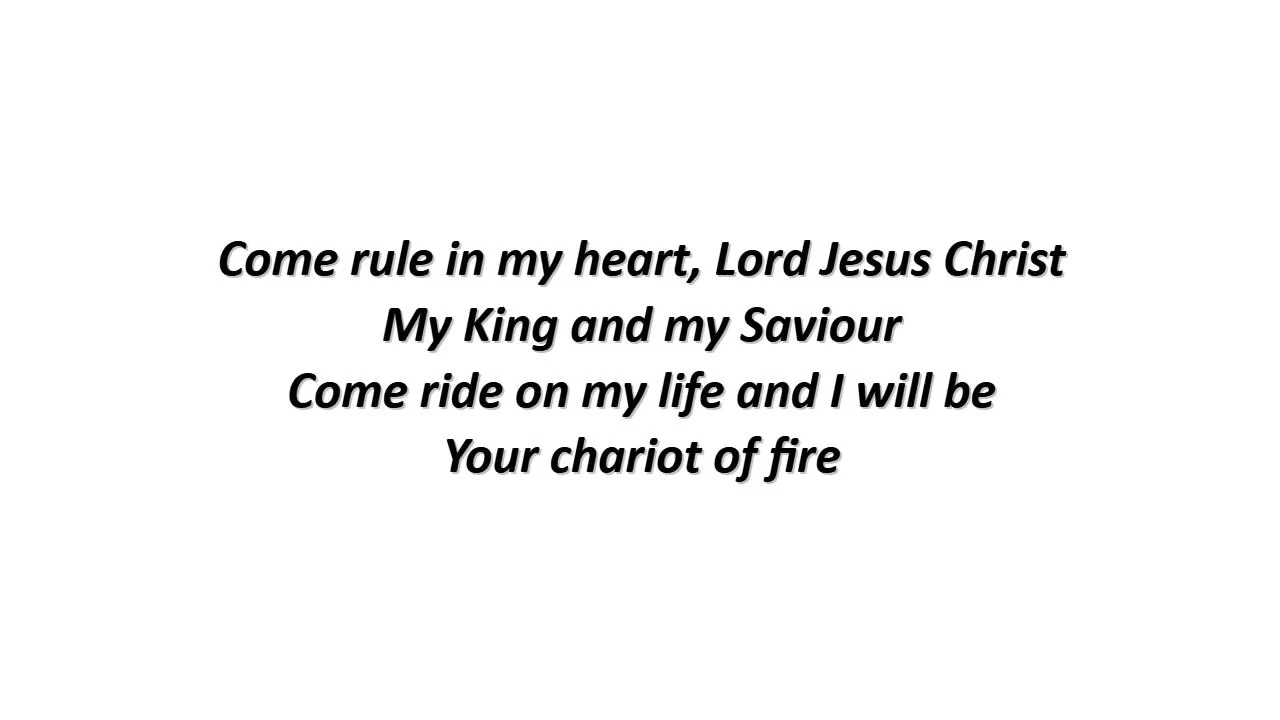 Come rule in my heart, Lord Jesus Christ
My King and my Saviour
Come ride on my life and I will be
Your chariot of fire